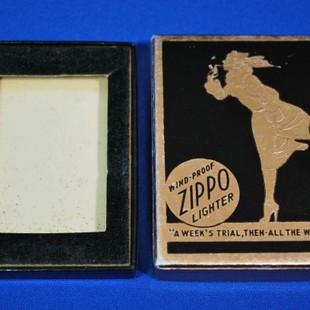 WIND-PROOF
ZIPPO
LIGHTER
"A WEEK'S TRIAL, THEN-ALL THE W